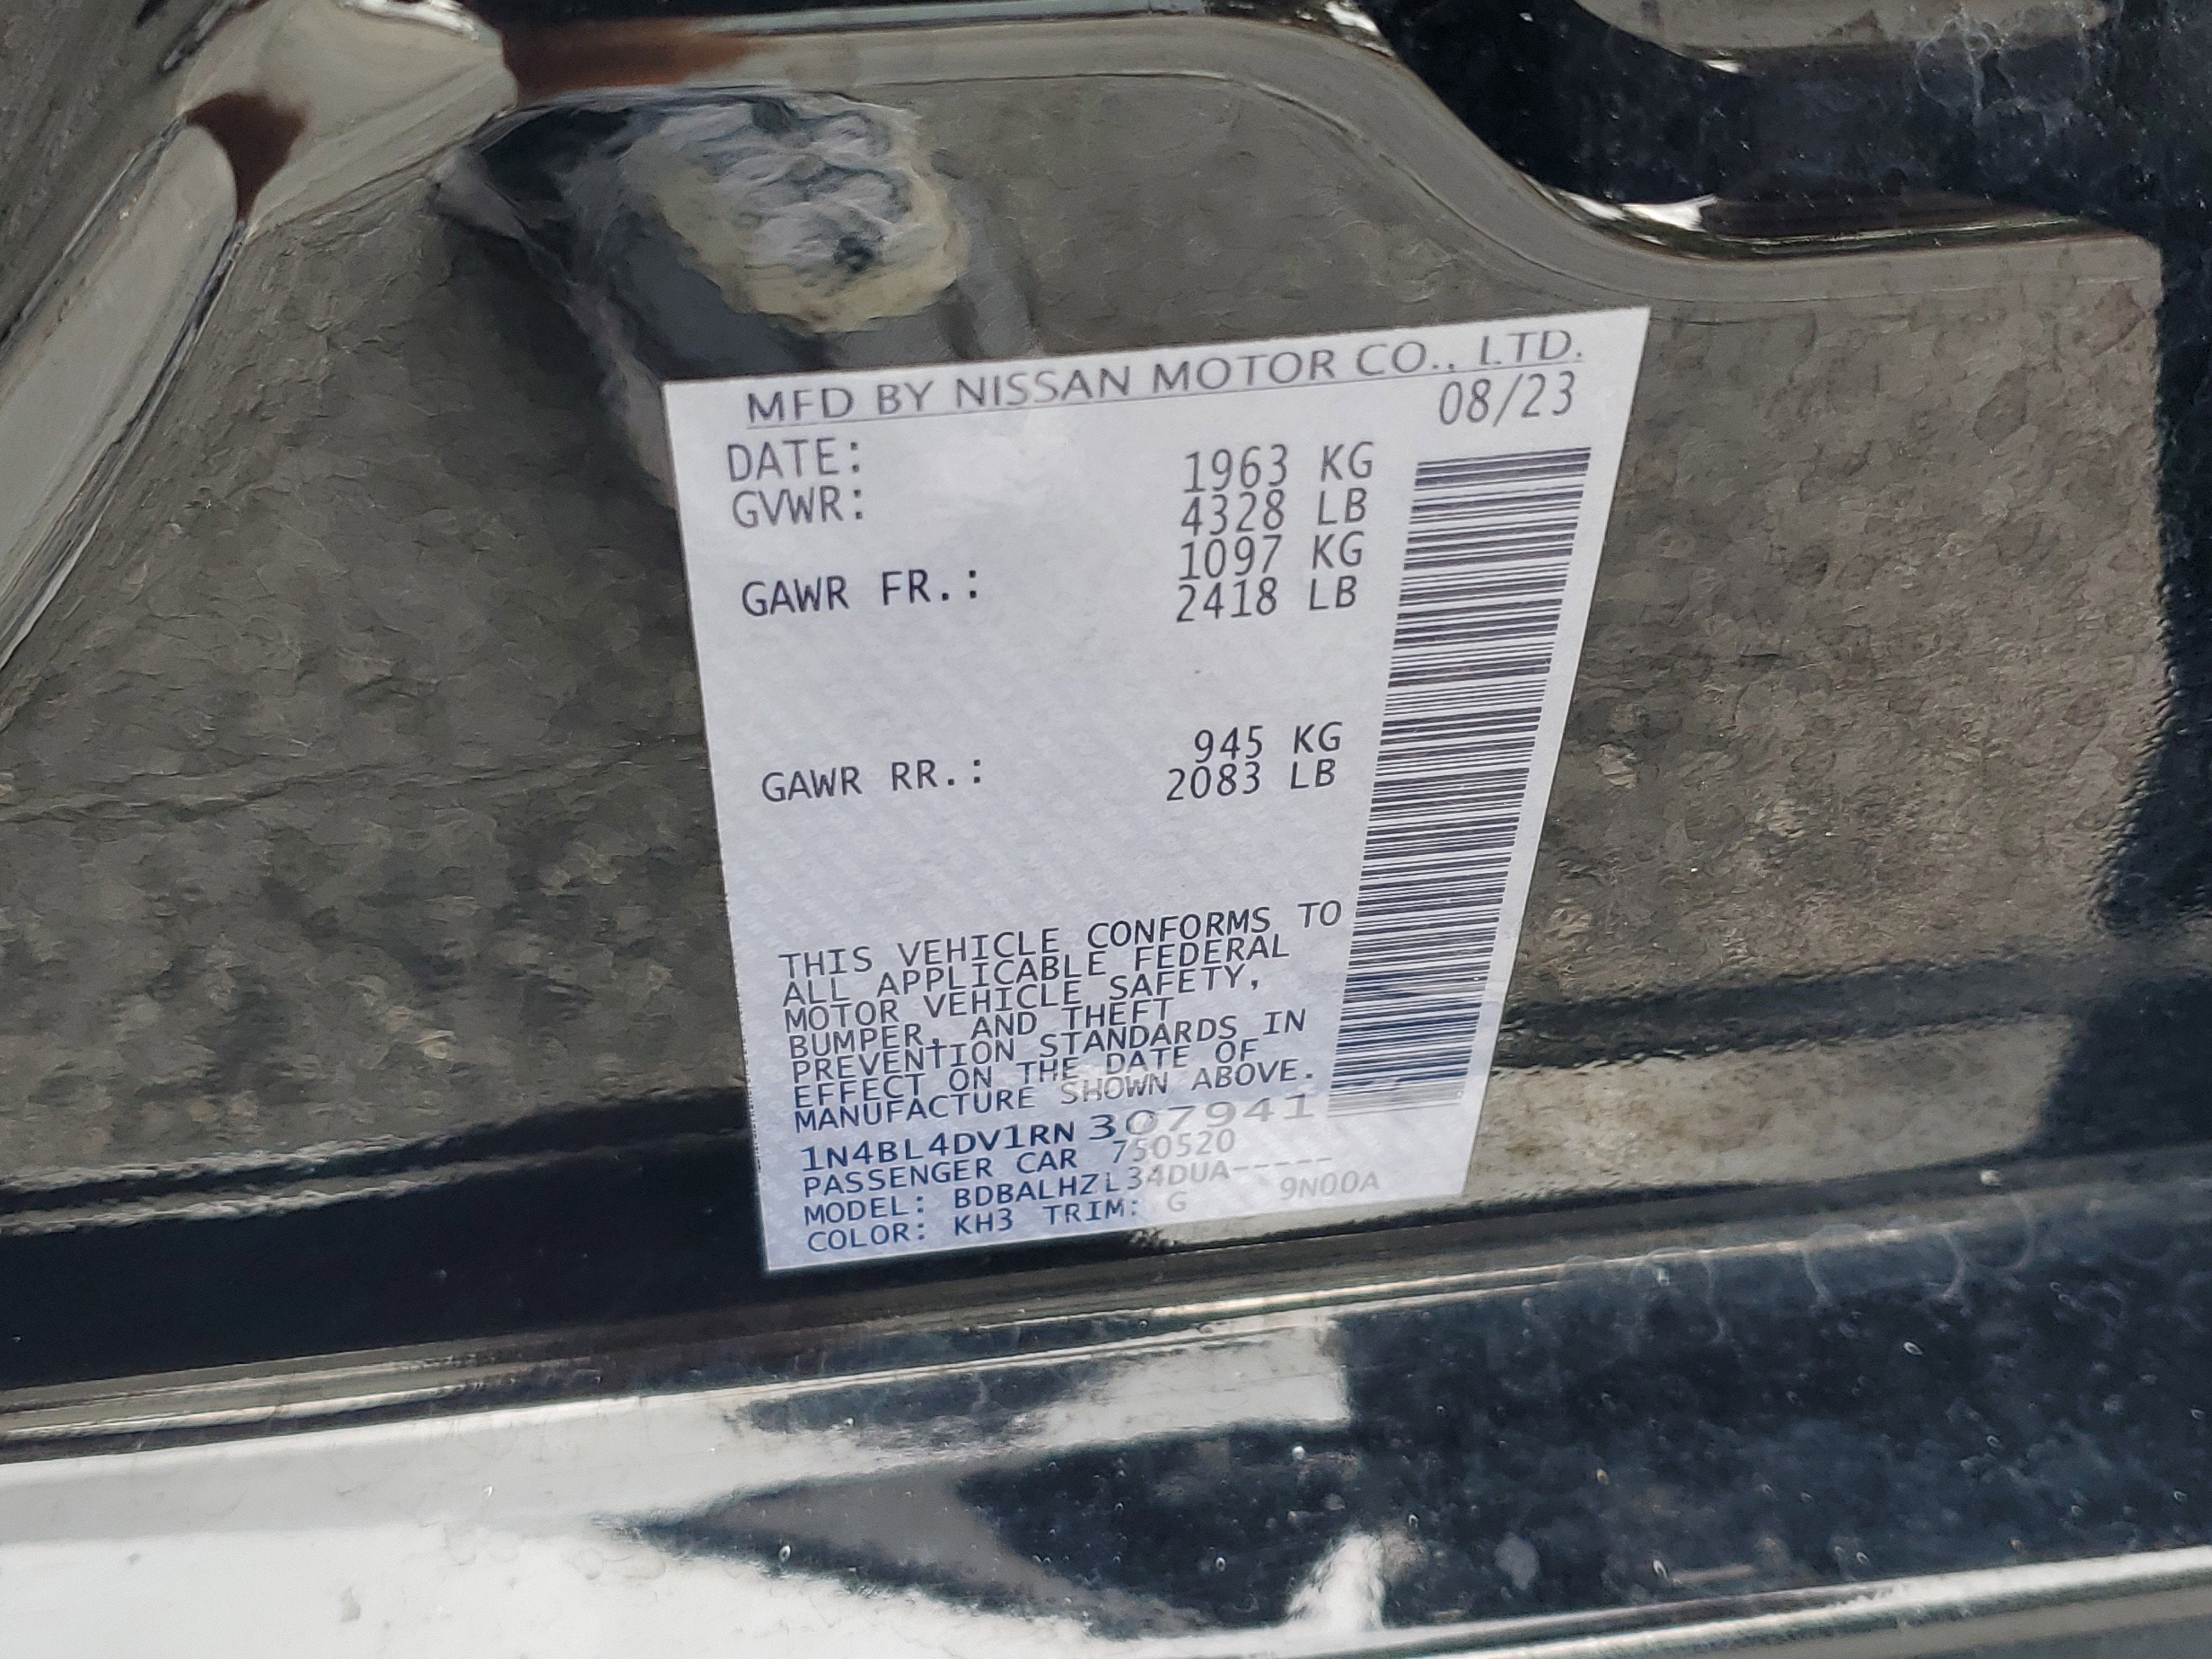 MFD BY NISSAN MOTOR CO., LTD.
DATE: 08/23
GVWR: 1963 KG
4328 LB
GAWR FR.: 1097 KG
2418 LB
GAWR RR.: 945 KG
2083 LB
THIS VEHICLE CONFORMS TO
ALL APPLICABLE FEDERAL
MOTOR VEHICLE SAFETY,
BUMPER, AND THEFT
PREVENTION STANDARDS IN
EFFECT ON THE DATE OF
MANUFACTURE SHOWN ABOVE.
1N4BL4DV1RN307941
PASSENGER CAR 750520
MODEL: BDBALHZL34DUA-----
COLOR: KH3 TRIM: G 9N00A